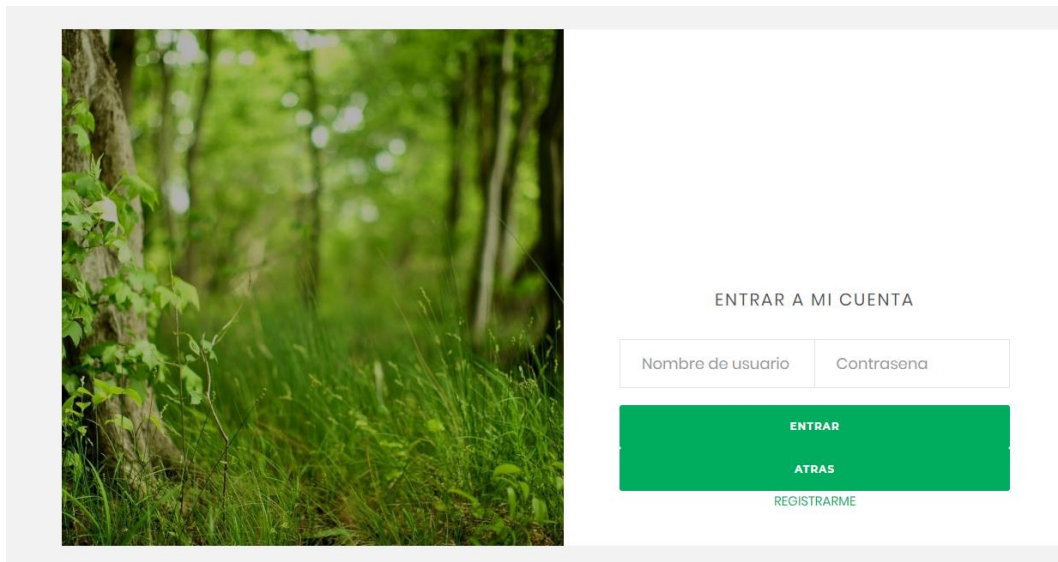 ENTRAR A MI CUENTA
Nombre de usuario Contrasena
ENTRAR
ATRAS
REGISTRARME